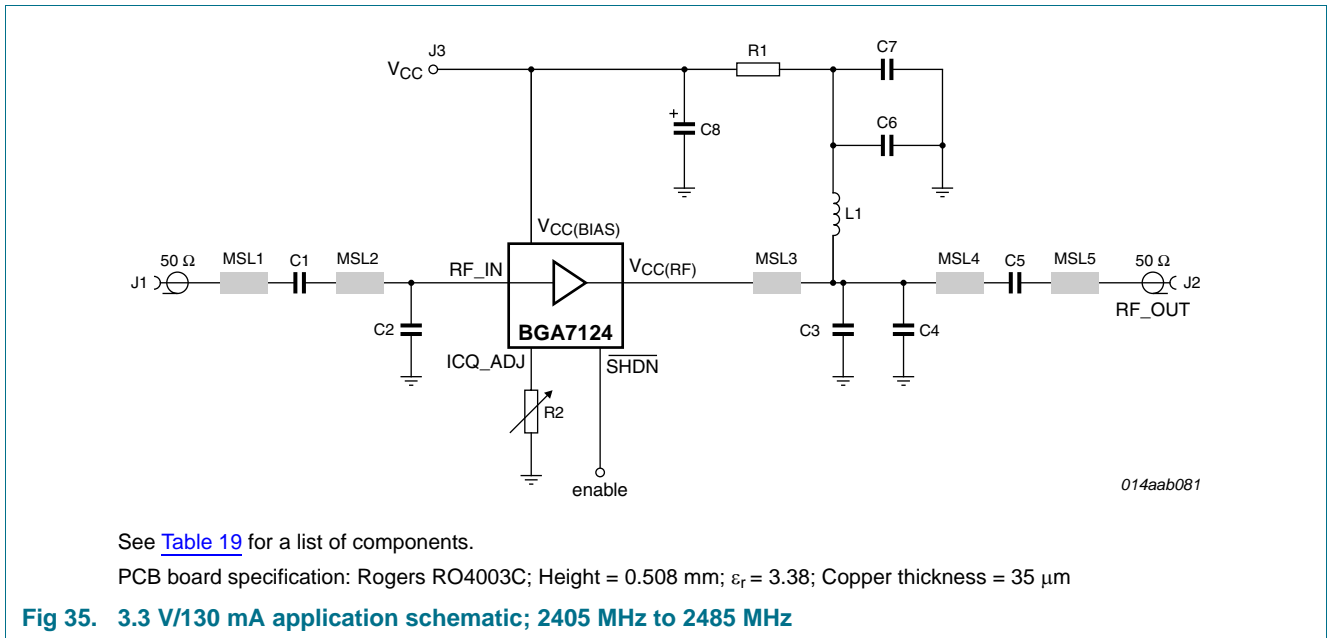 J3
VCC
R1
C7
C8
+
C6
L1
VCC(BIAS)
50 Ω
MSL1
C1
MSL2
RF_IN
VCC(RF)
MSL3
MSL4
C5
MSL5
50 Ω
J1
J2
RF_OUT
C2
BGA7124
C3
C4
ICQ_ADJ
SHDN
R2
enable
014aab081
See Table 19 for a list of components.
PCB board specification: Rogers RO4003C; Height = 0.508 mm; εr = 3.38; Copper thickness = 35 μm
Fig 35. 3.3 V/130 mA application schematic; 2405 MHz to 2485 MHz